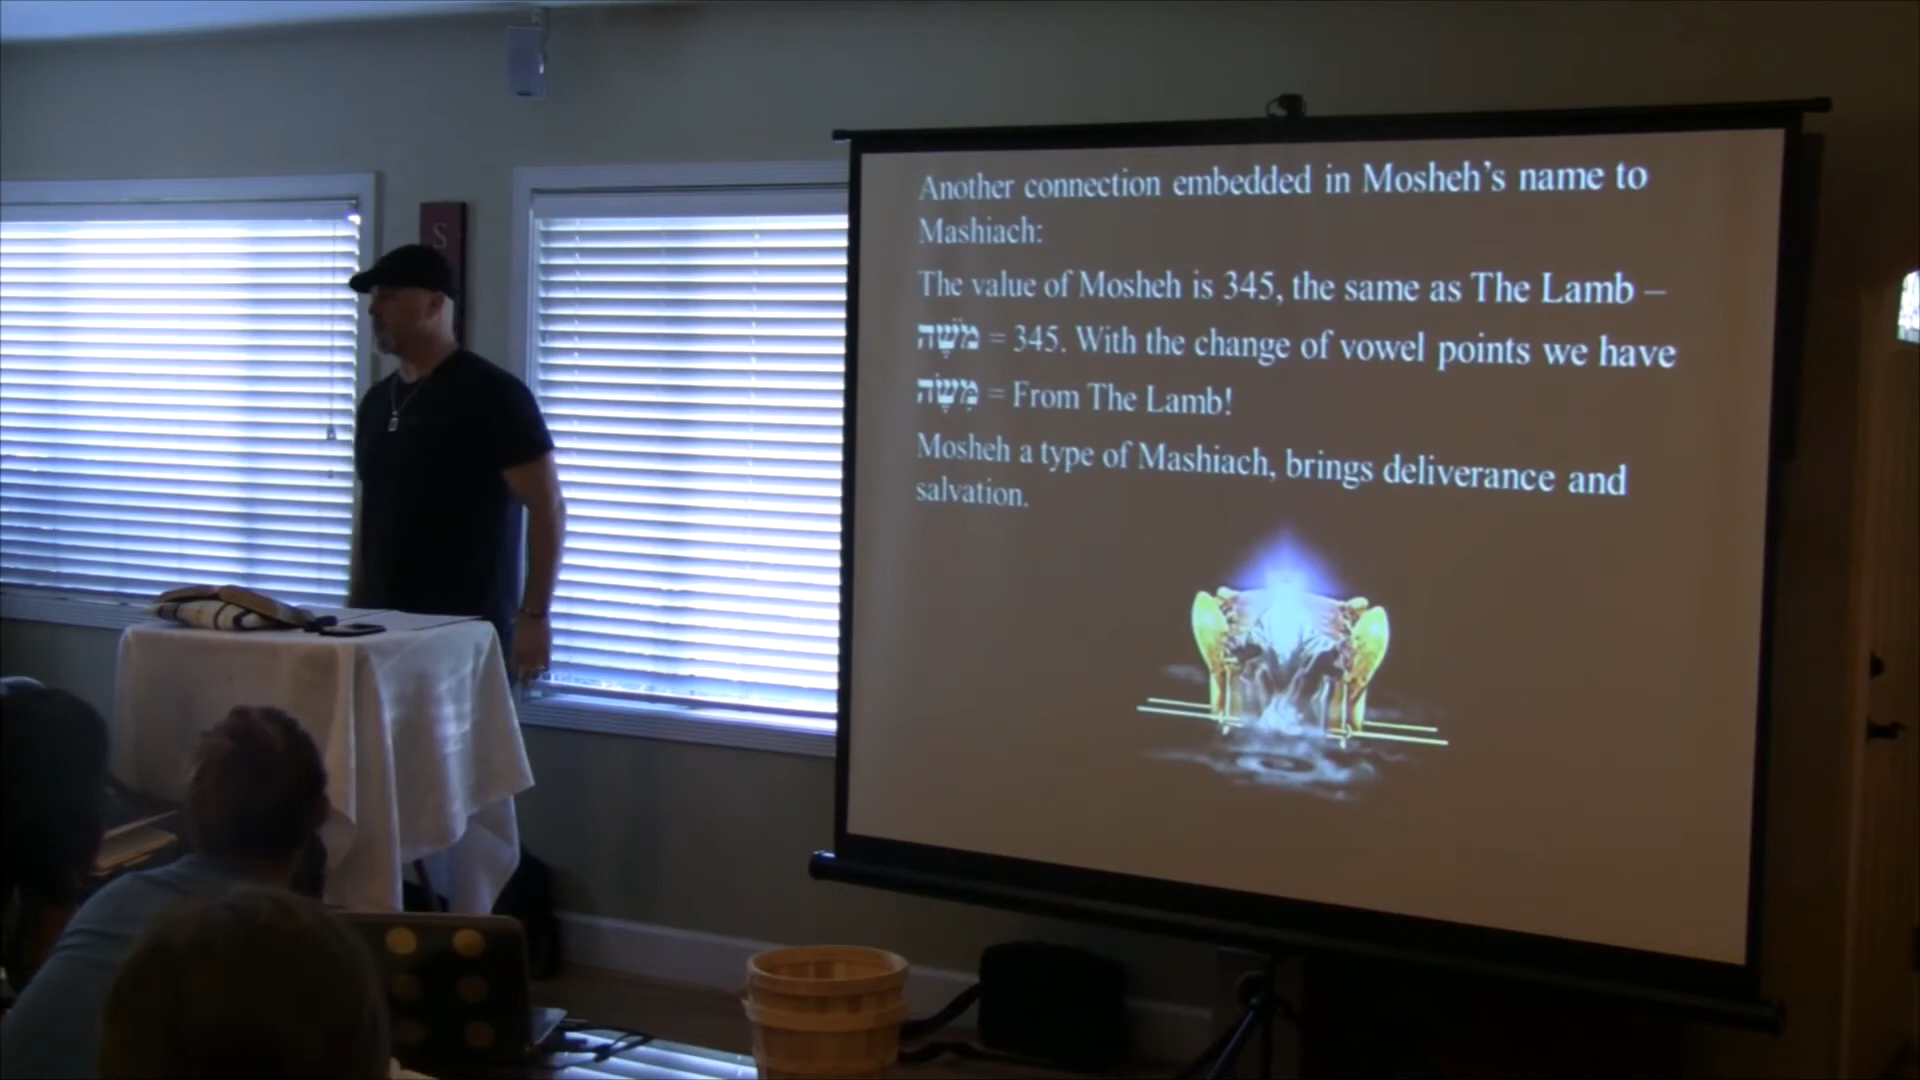 S
Another connection embedded in Mosheh's name to
Mashiach:
The value of Mosheh is 345, the same as The Lamb –
מֹשֶׁה = 345. With the change of vowel points we have
מִשֶּׂה = From The Lamb!
Mosheh a type of Mashiach, brings deliverance and
salvation.